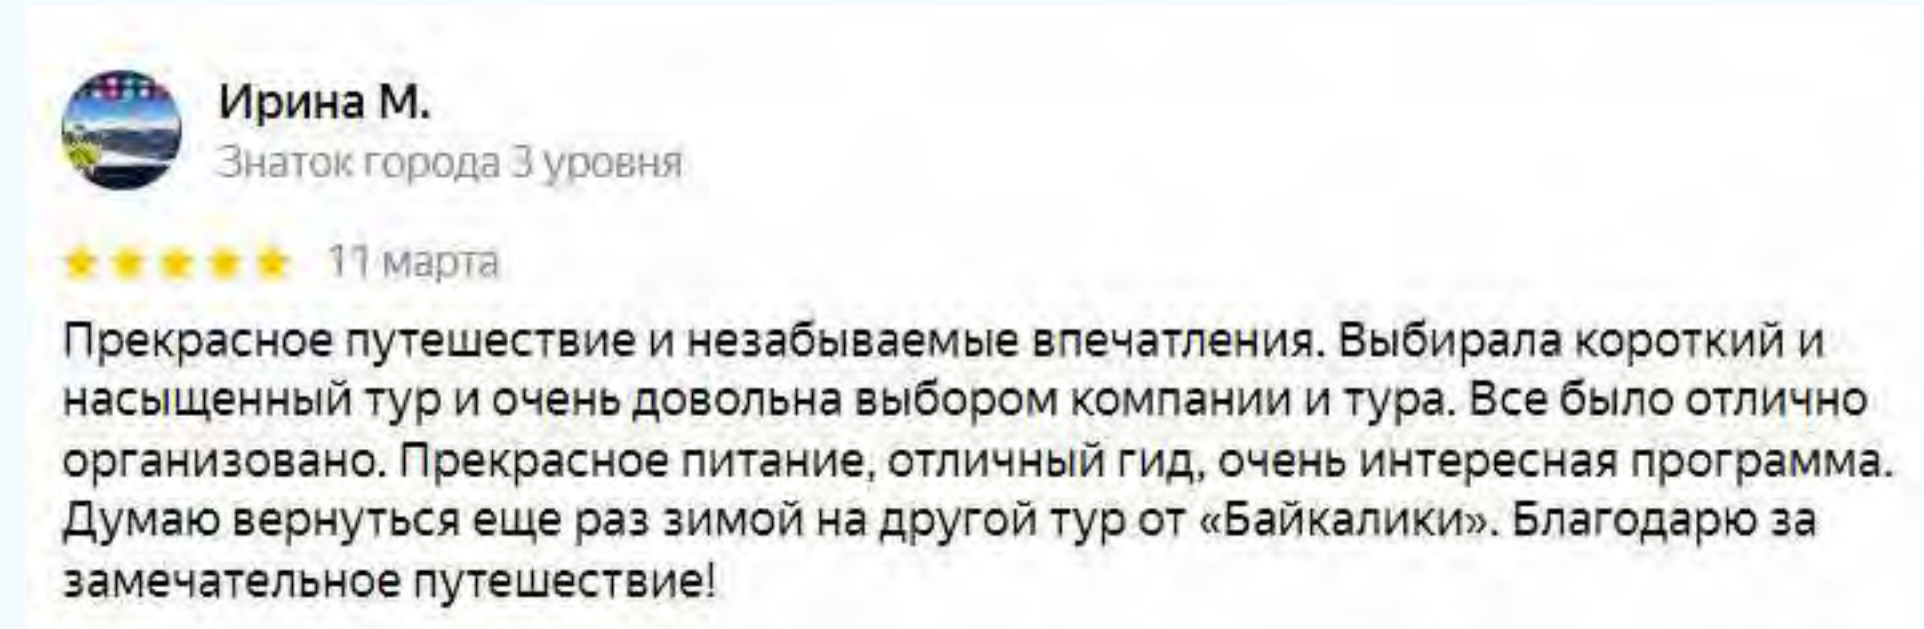 Ирина М.
Знаток города 3 уровня
11 марта
Прекрасное путешествие и незабываемые впечатления. Выбирала короткий и
насыщенный тур и очень довольна выбором компании и тура. Все было отлично
организовано. Прекрасное питание, отличный гид, очень интересная программа.
Думаю вернуться еще раз зимой на другой тур от «Байкалики». Благодарю за
замечательное путешествие!